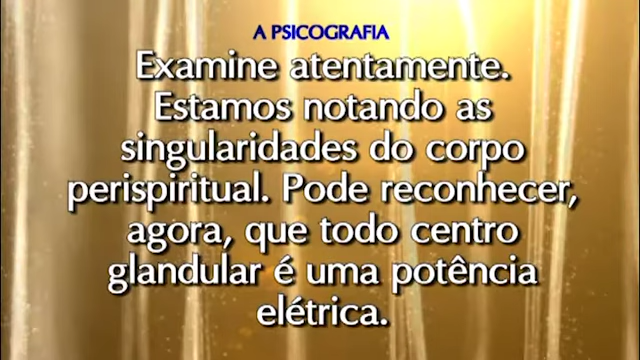 A PSICOGRAFIA
Examine atentamente.
Estamos notando as
singularidades do corpo
perispiritual. Pode reconhecer,
agora, que todo centro
glandular é uma potência
elétrica.